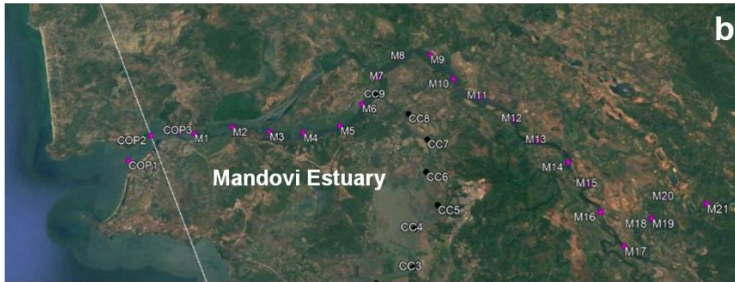 b
M8
M9
M7
M10
CC9
M11
M6
CC8
M12
M5
COP3
M2
M1
M3
M4
COP2
CC7
M13
COP1
M14
CC6
Mandovi Estuary
M15
M20
CC5
M21
M16
M18
M19
CC4
M17
CC3